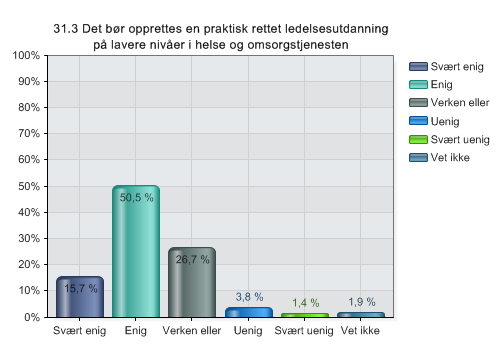 31.3 Det bør opprettes en praktisk rettet ledelsesutdanning
på lavere nivåer i helse og omsorgstjenesten
100%
90%
80%
70%
60%
50%
40%
30%
20%
10%
0%
15,7 %
50,5 %
26,7 %
3,8 %
1,4 %
1,9 %
Svært enig
Enig
Verken eller
Uenig
Svært uenig
Vet ikke
Svært enig
Enig
Verken eller
Uenig
Svært uenig
Vet ikke